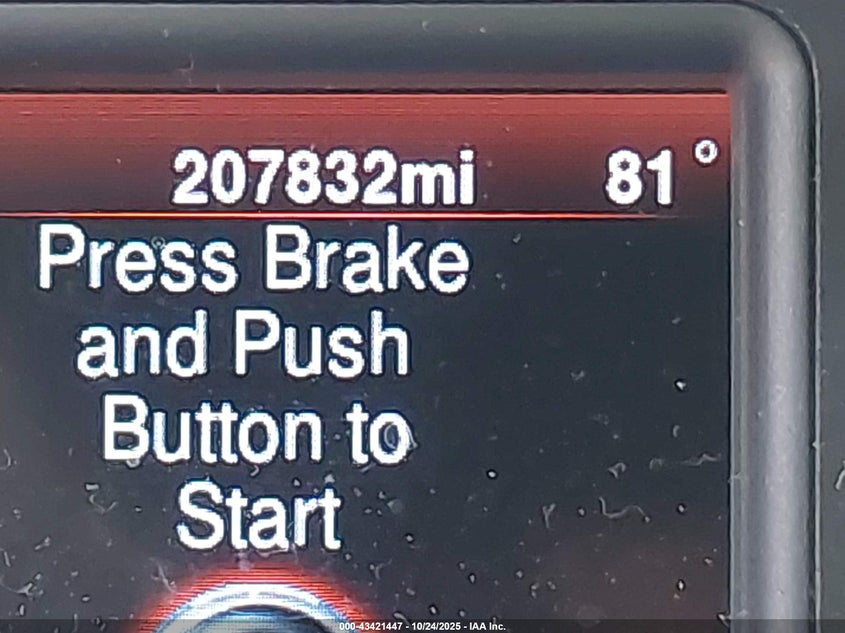 207832mi 81°
Press Brake
and Push
Button to
Start
000-43421447 - 10/24/2025 - IAA Inc.